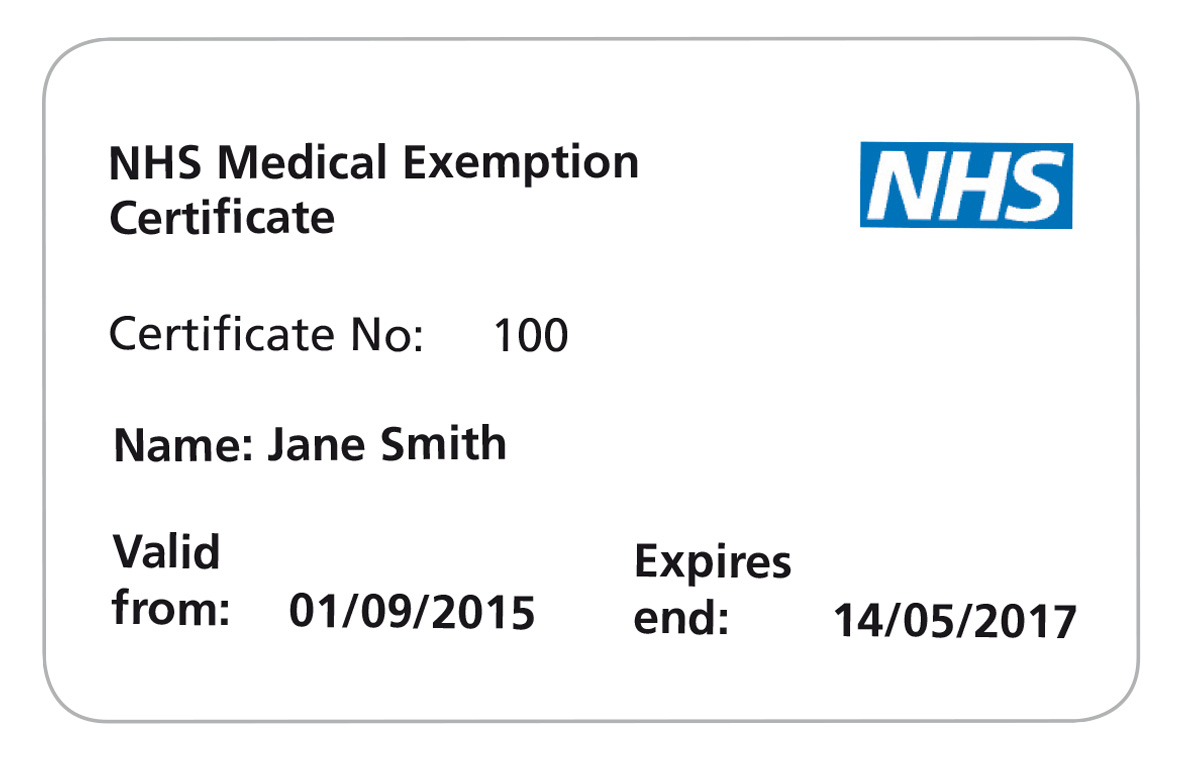 NHS Medical Exemption
Certificate
NHS
Certificate No: 100
Name: Jane Smith
Valid
from: 01/09/2015
Expires
end: 14/05/2017